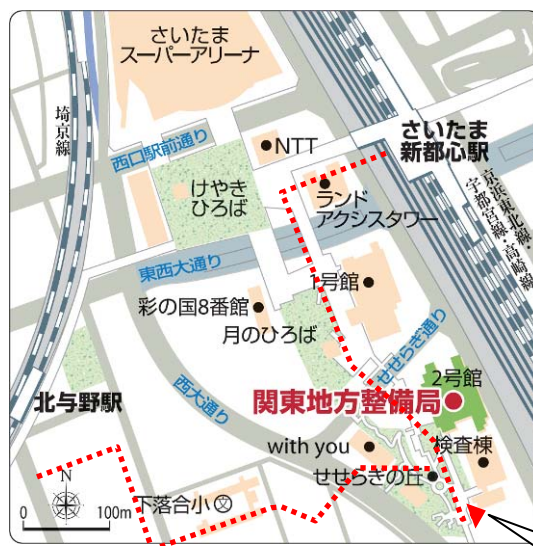 さいたま
スーパーアリーナ
埼京線
西口駅前通り
NTT
さいたま
新都心駅
けやき
ひろば
ランド
アクシスタワー
京浜東北線・
宇都宮線・高崎線
東西大通り
1号館
彩の国8番館
月のひろば
せせらぎ通り
北与野駅
西大通り
2号館
関東地方整備局
with you
検査棟
せせらぎの丘
N
下落合小
文
0 100m